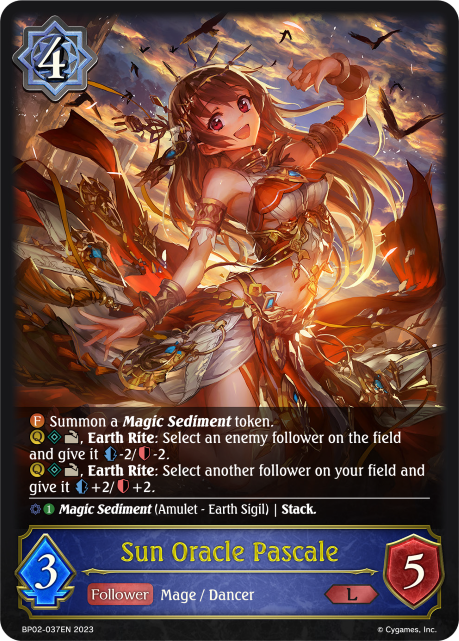 4
F Summon a Magic Sediment token.
Q , Earth Rite: Select an enemy follower on the field
and give it -2/ -2.
Q , Earth Rite: Select another follower on your field and
give it +2/ +2.
1 Magic Sediment (Amulet - Earth Sigil) | Stack.
Sun Oracle Pascale
3
Follower Mage / Dancer L
5
BP02-037EN 2023 © Cygames, Inc.